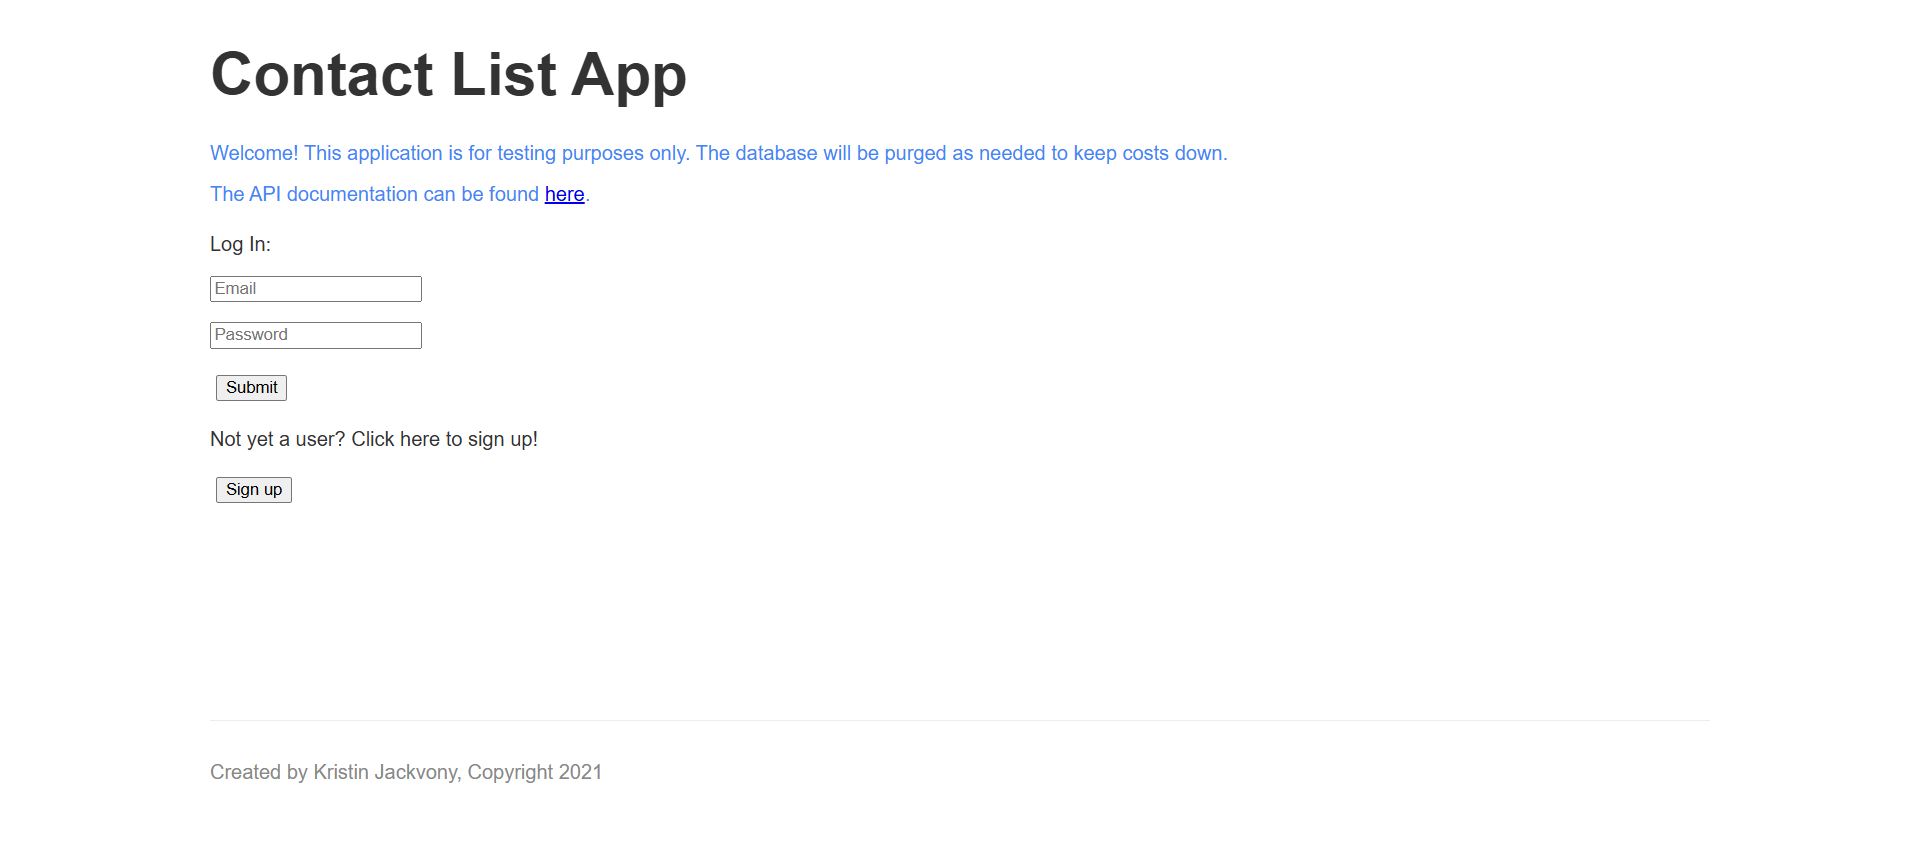 Contact List App
Welcome! This application is for testing purposes only. The database will be purged as needed to keep costs down.
The API documentation can be found here.
Log In:
Email
Password
Submit
Not yet a user? Click here to sign up!
Sign up
Created by Kristin Jackvony, Copyright 2021